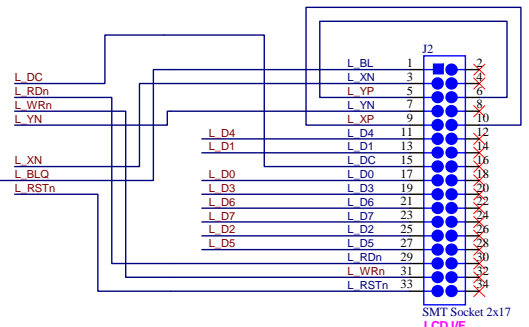 J2
L_BL 1 2
L_DC L_XN 3 4
L_RDn L_YP 5 6
L_WRn L_YN 7 8
L_YN L_XP 9 10
L_D4 L_D4 11 12
L_D1 L_D1 13 14
L_XN L_DC 15 16
L_BLQ L_D0 L_D0 17 18
L_RSTn L_D3 L_D3 19 20
L_D6 L_D6 21 22
L_D7 L_D7 23 24
L_D2 L_D2 25 26
L_D5 L_D5 27 28
L_RDn 29 30
L_WRn 31 32
L_RSTn 33 34
SMT Socket 2x17
LCD I/F